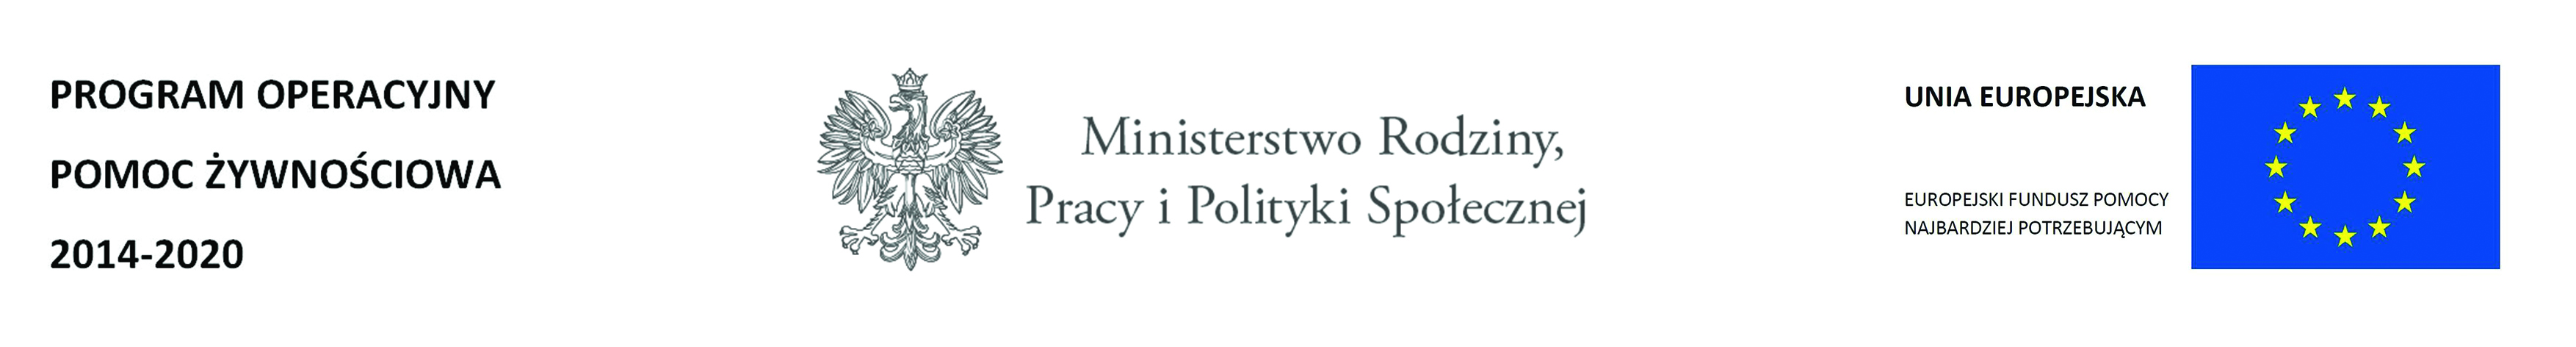 PROGRAM OPERACYJNY
POMOC ŻYWNOŚCIOWA
2014-2020
Ministerstwo Rodziny,
Pracy i Polityki Społecznej
UNIA EUROPEJSKA
EUROPEJSKI FUNDUSZ POMOCY
NAJBARDZIEJ POTRZEBUJĄCYM